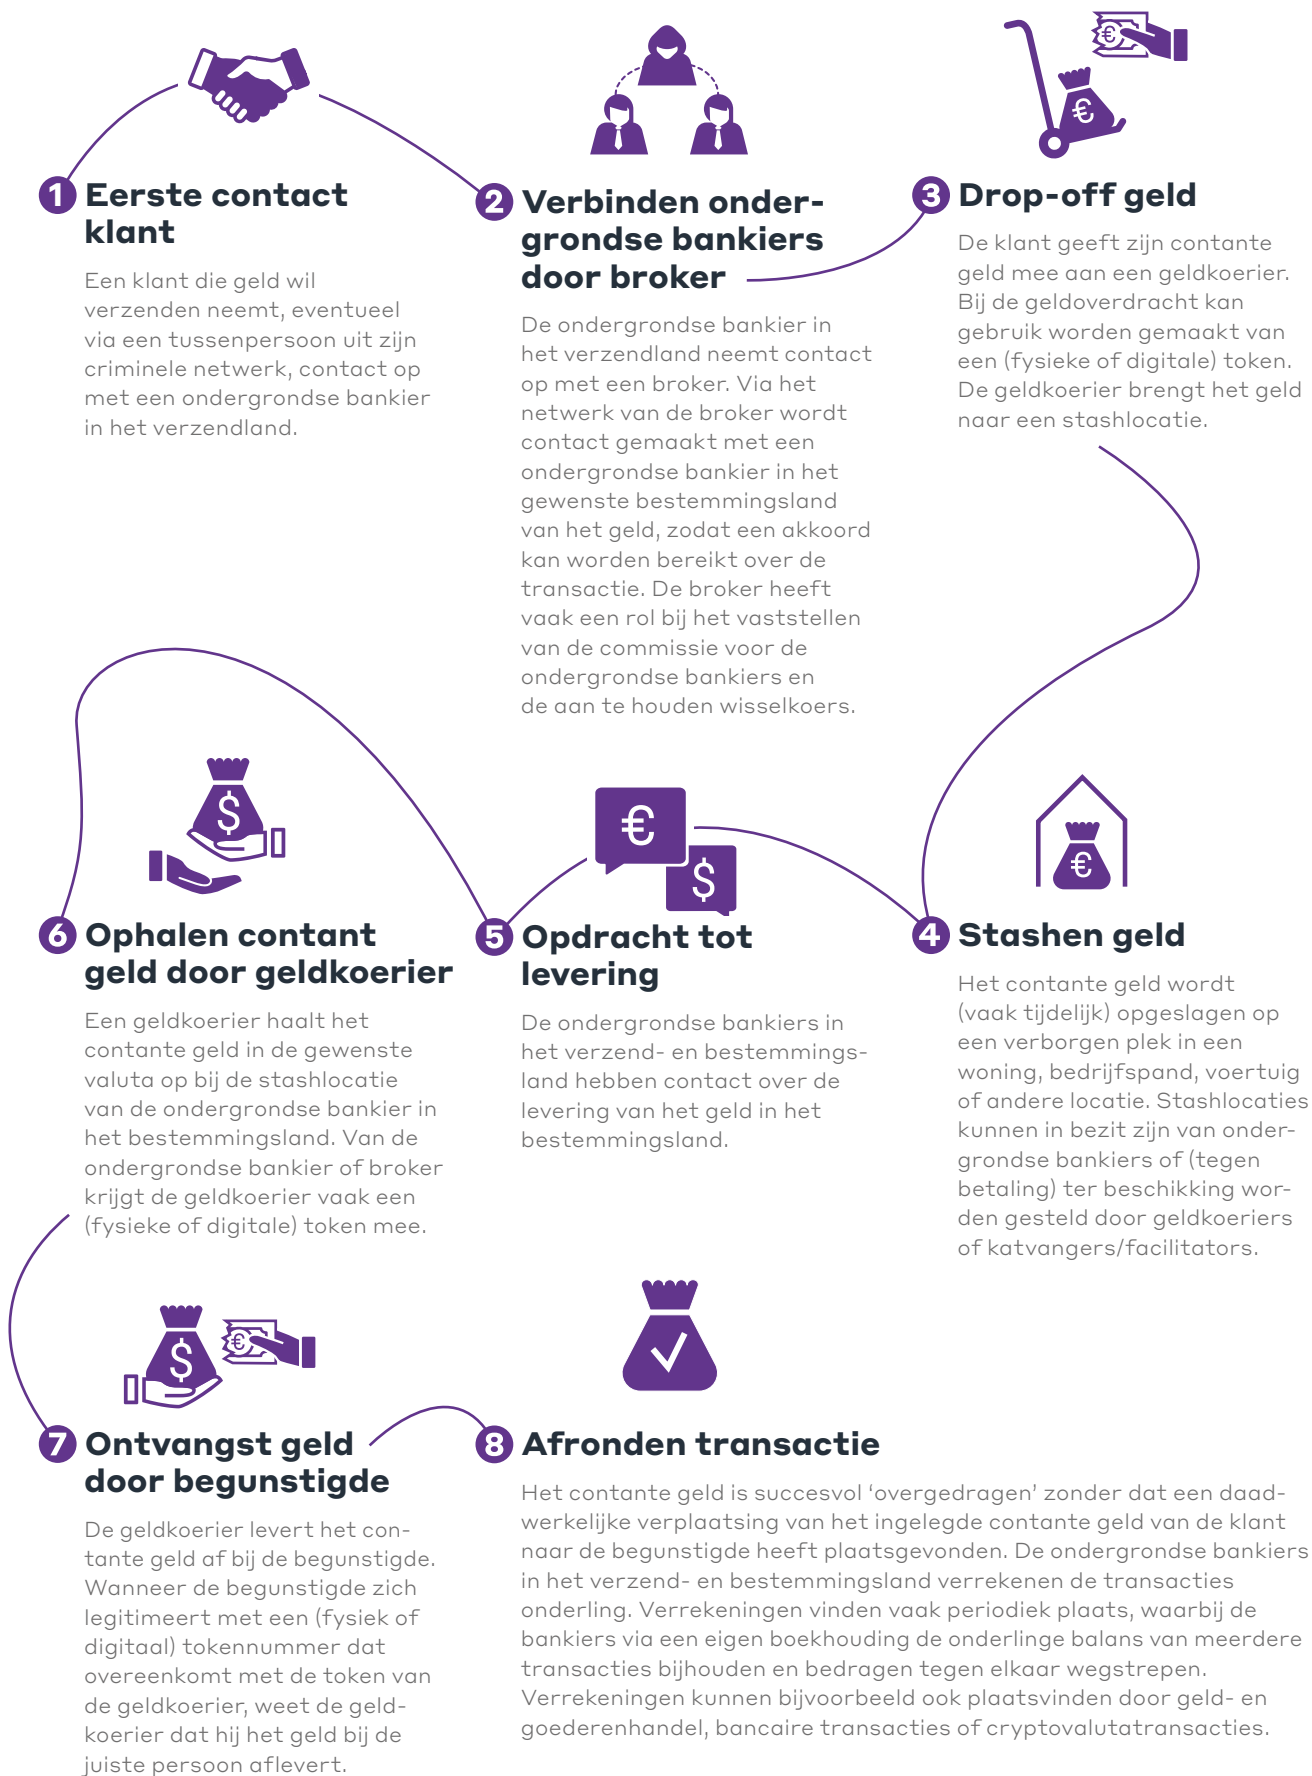 1 Eerste contact
klant
Een klant die geld wil
verzenden neemt, eventueel
via een tussenpersoon uit zijn
criminele netwerk, contact op
met een ondergrondse bankier
in het verzendland.
2 Verbinden onder-
grondse bankiers
door broker
De ondergrondse bankier in
het verzendland neemt contact
op met een broker. Via het
netwerk van de broker wordt
contact gemaakt met een
ondergrondse bankier in het
gewenste bestemmingsland
van het geld, zodat een akkoord
kan worden bereikt over de
transactie. De broker heeft
vaak een rol bij het vaststellen
van de commissie voor de
ondergrondse bankiers en
de aan te houden wisselkoers.
€
€
3 Drop-off geld
De klant geeft zijn contante
geld mee aan een geldkoerier.
Bij de geldoverdracht kan
gebruik worden gemaakt van
een (fysieke of digitale) token.
De geldkoerier brengt het geld
naar een stashlocatie.
€
4 Stashen geld
Het contante geld wordt
(vaak tijdelijk) opgeslagen op
een verborgen plek in een
woning, bedrijfspand, voertuig
of andere locatie. Stashlocaties
kunnen in bezit zijn van onder-
grondse bankiers of (tegen
betaling) ter beschikking wor-
den gesteld door geldkoeriers
of katvangers/facilitators.
€
$
5 Opdracht tot
levering
De ondergrondse bankiers in
het verzend- en bestemmings-
land hebben contact over de
levering van het geld in het
bestemmingsland.
$
6 Ophalen contant
geld door geldkoerier
Een geldkoerier haalt het
contante geld in de gewenste
valuta op bij de stashlocatie
van de ondergrondse bankier in
het bestemmingsland. Van de
ondergrondse bankier of broker
krijgt de geldkoerier vaak een
(fysieke of digitale) token mee.
$
€
7 Ontvangst geld
door begunstigde
De geldkoerier levert het con-
tante geld af bij de begunstigde.
Wanneer de begunstigde zich
legitimeert met een (fysiek of
digitaal) tokennummer dat
overeenkomt met de token van
de geldkoerier, weet de geld-
koerier dat hij het geld bij de
juiste persoon aflevert.
8 Afronden transactie
Het contante geld is succesvol ‘overgedragen’ zonder dat een daad-
werkelijke verplaatsing van het ingelegde contante geld van de klant
naar de begunstigde heeft plaatsgevonden. De ondergrondse bankiers
in het verzend- en bestemmingsland verrekenen de transacties
onderling. Verrekeningen vinden vaak periodiek plaats, waarbij de
bankiers via een eigen boekhouding de onderlinge balans van meerdere
transacties bijhouden en bedragen tegen elkaar wegstrepen.
Verrekeningen kunnen bijvoorbeeld ook plaatsvinden door geld- en
goederenhandel, bancaire transacties of cryptovalutatransacties.